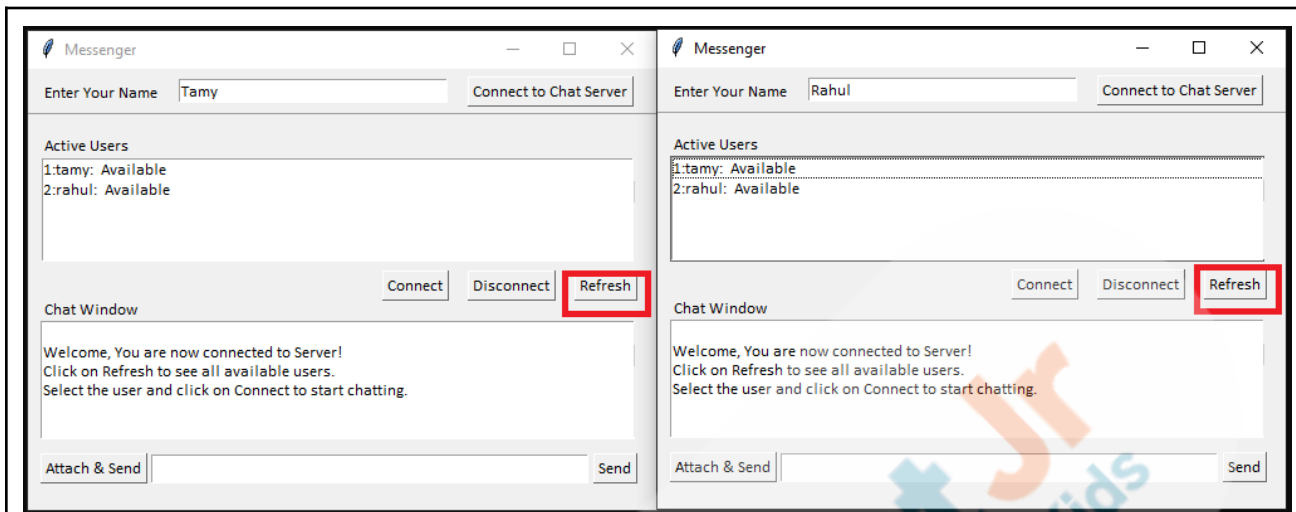 Messenger
Enter Your Name Tamy Connect to Chat Server
Active Users
1:tamy: Available
2:rahul: Available
Connect Disconnect Refresh
Chat Window
Welcome, You are now connected to Server!
Click on Refresh to see all available users.
Select the user and click on Connect to start chatting.
Attach & Send Send
Messenger
Enter Your Name Rahul Connect to Chat Server
Active Users
1:tamy: Available
2:rahul: Available
Connect Disconnect Refresh
Chat Window
Welcome, You are now connected to Server!
Click on Refresh to see all available users.
Select the user and click on Connect to start chatting.
Attach & Send Send
Jr
Kids